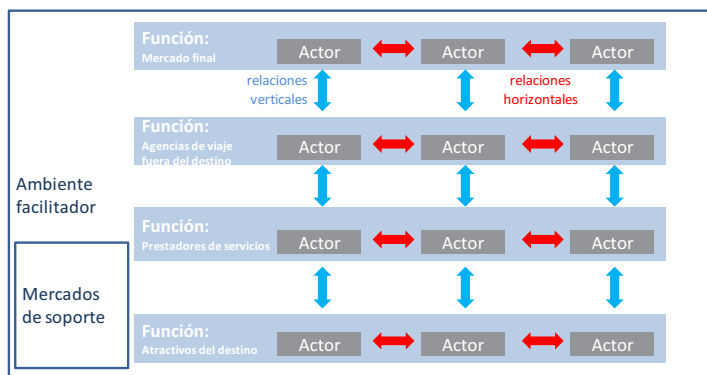 Función:
Mercado final
Actor
Actor
Actor
relaciones
verticales
relaciones
horizontales
Función:
Agencias de viaje
fuera del destino
Actor
Actor
Actor
Ambiente
facilitador
Función:
Prestadores de servicios
Actor
Actor
Actor
Mercados
de soporte
Función:
Atractivos del destino
Actor
Actor
Actor